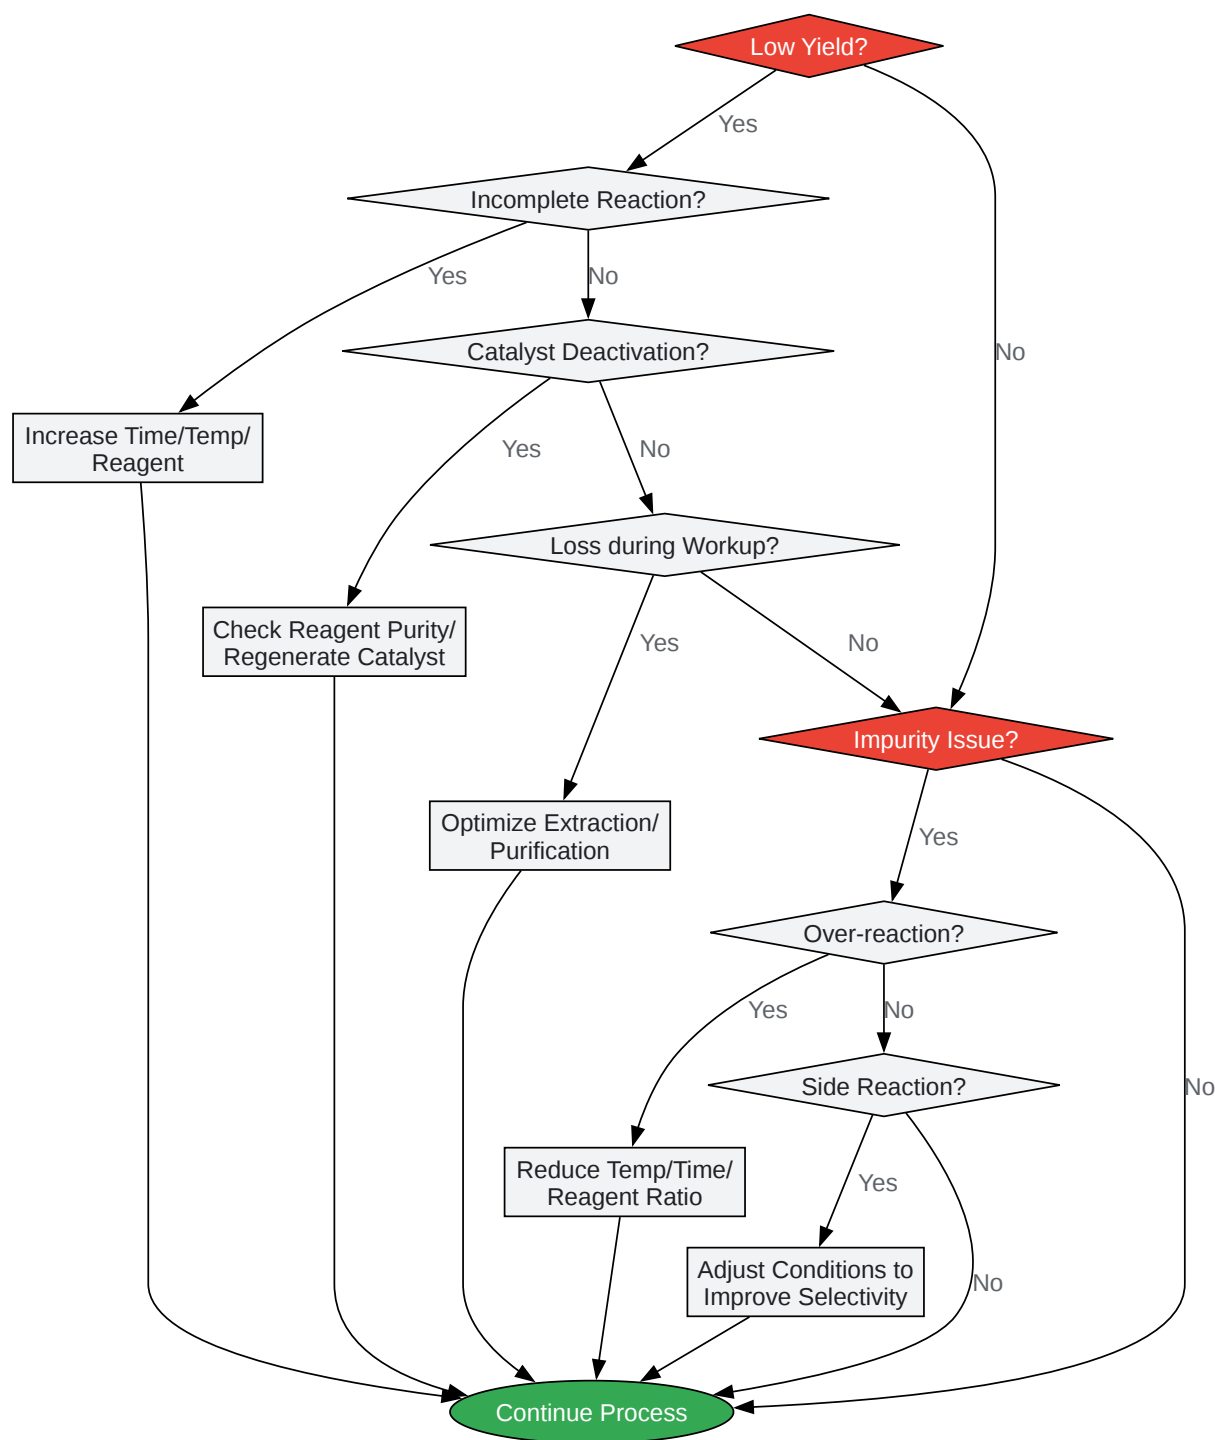 Low Yield?
Yes
Incomplete Reaction?
Yes
No
Catalyst Deactivation?
No
Increase Time/Temp/
Reagent
Yes
No
Loss during Workup?
Check Reagent Purity/
Regenerate Catalyst
Yes
No
Impurity Issue?
Optimize Extraction/
Purification
Yes
Over-reaction?
Yes
No
Side Reaction?
No
Reduce Temp/Time/
Reagent Ratio
Yes
Adjust Conditions to
Improve Selectivity
No
Continue Process